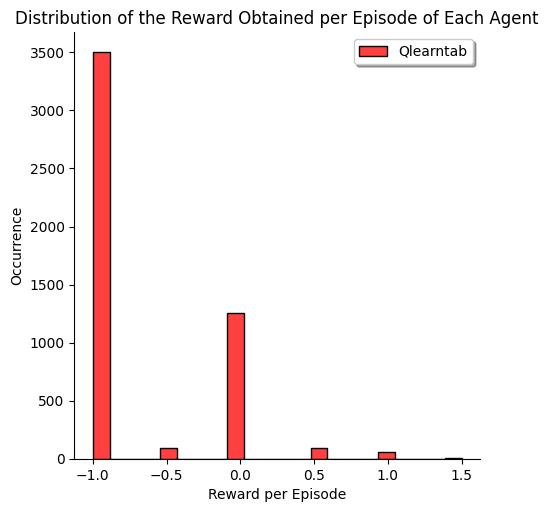 Distribution of the Reward Obtained per Episode of Each Agent
Qlearntab
Occurrence
3500
3000
2500
2000
1500
1000
500
0
−1.0 −0.5 0.0 0.5 1.0 1.5
Reward per Episode